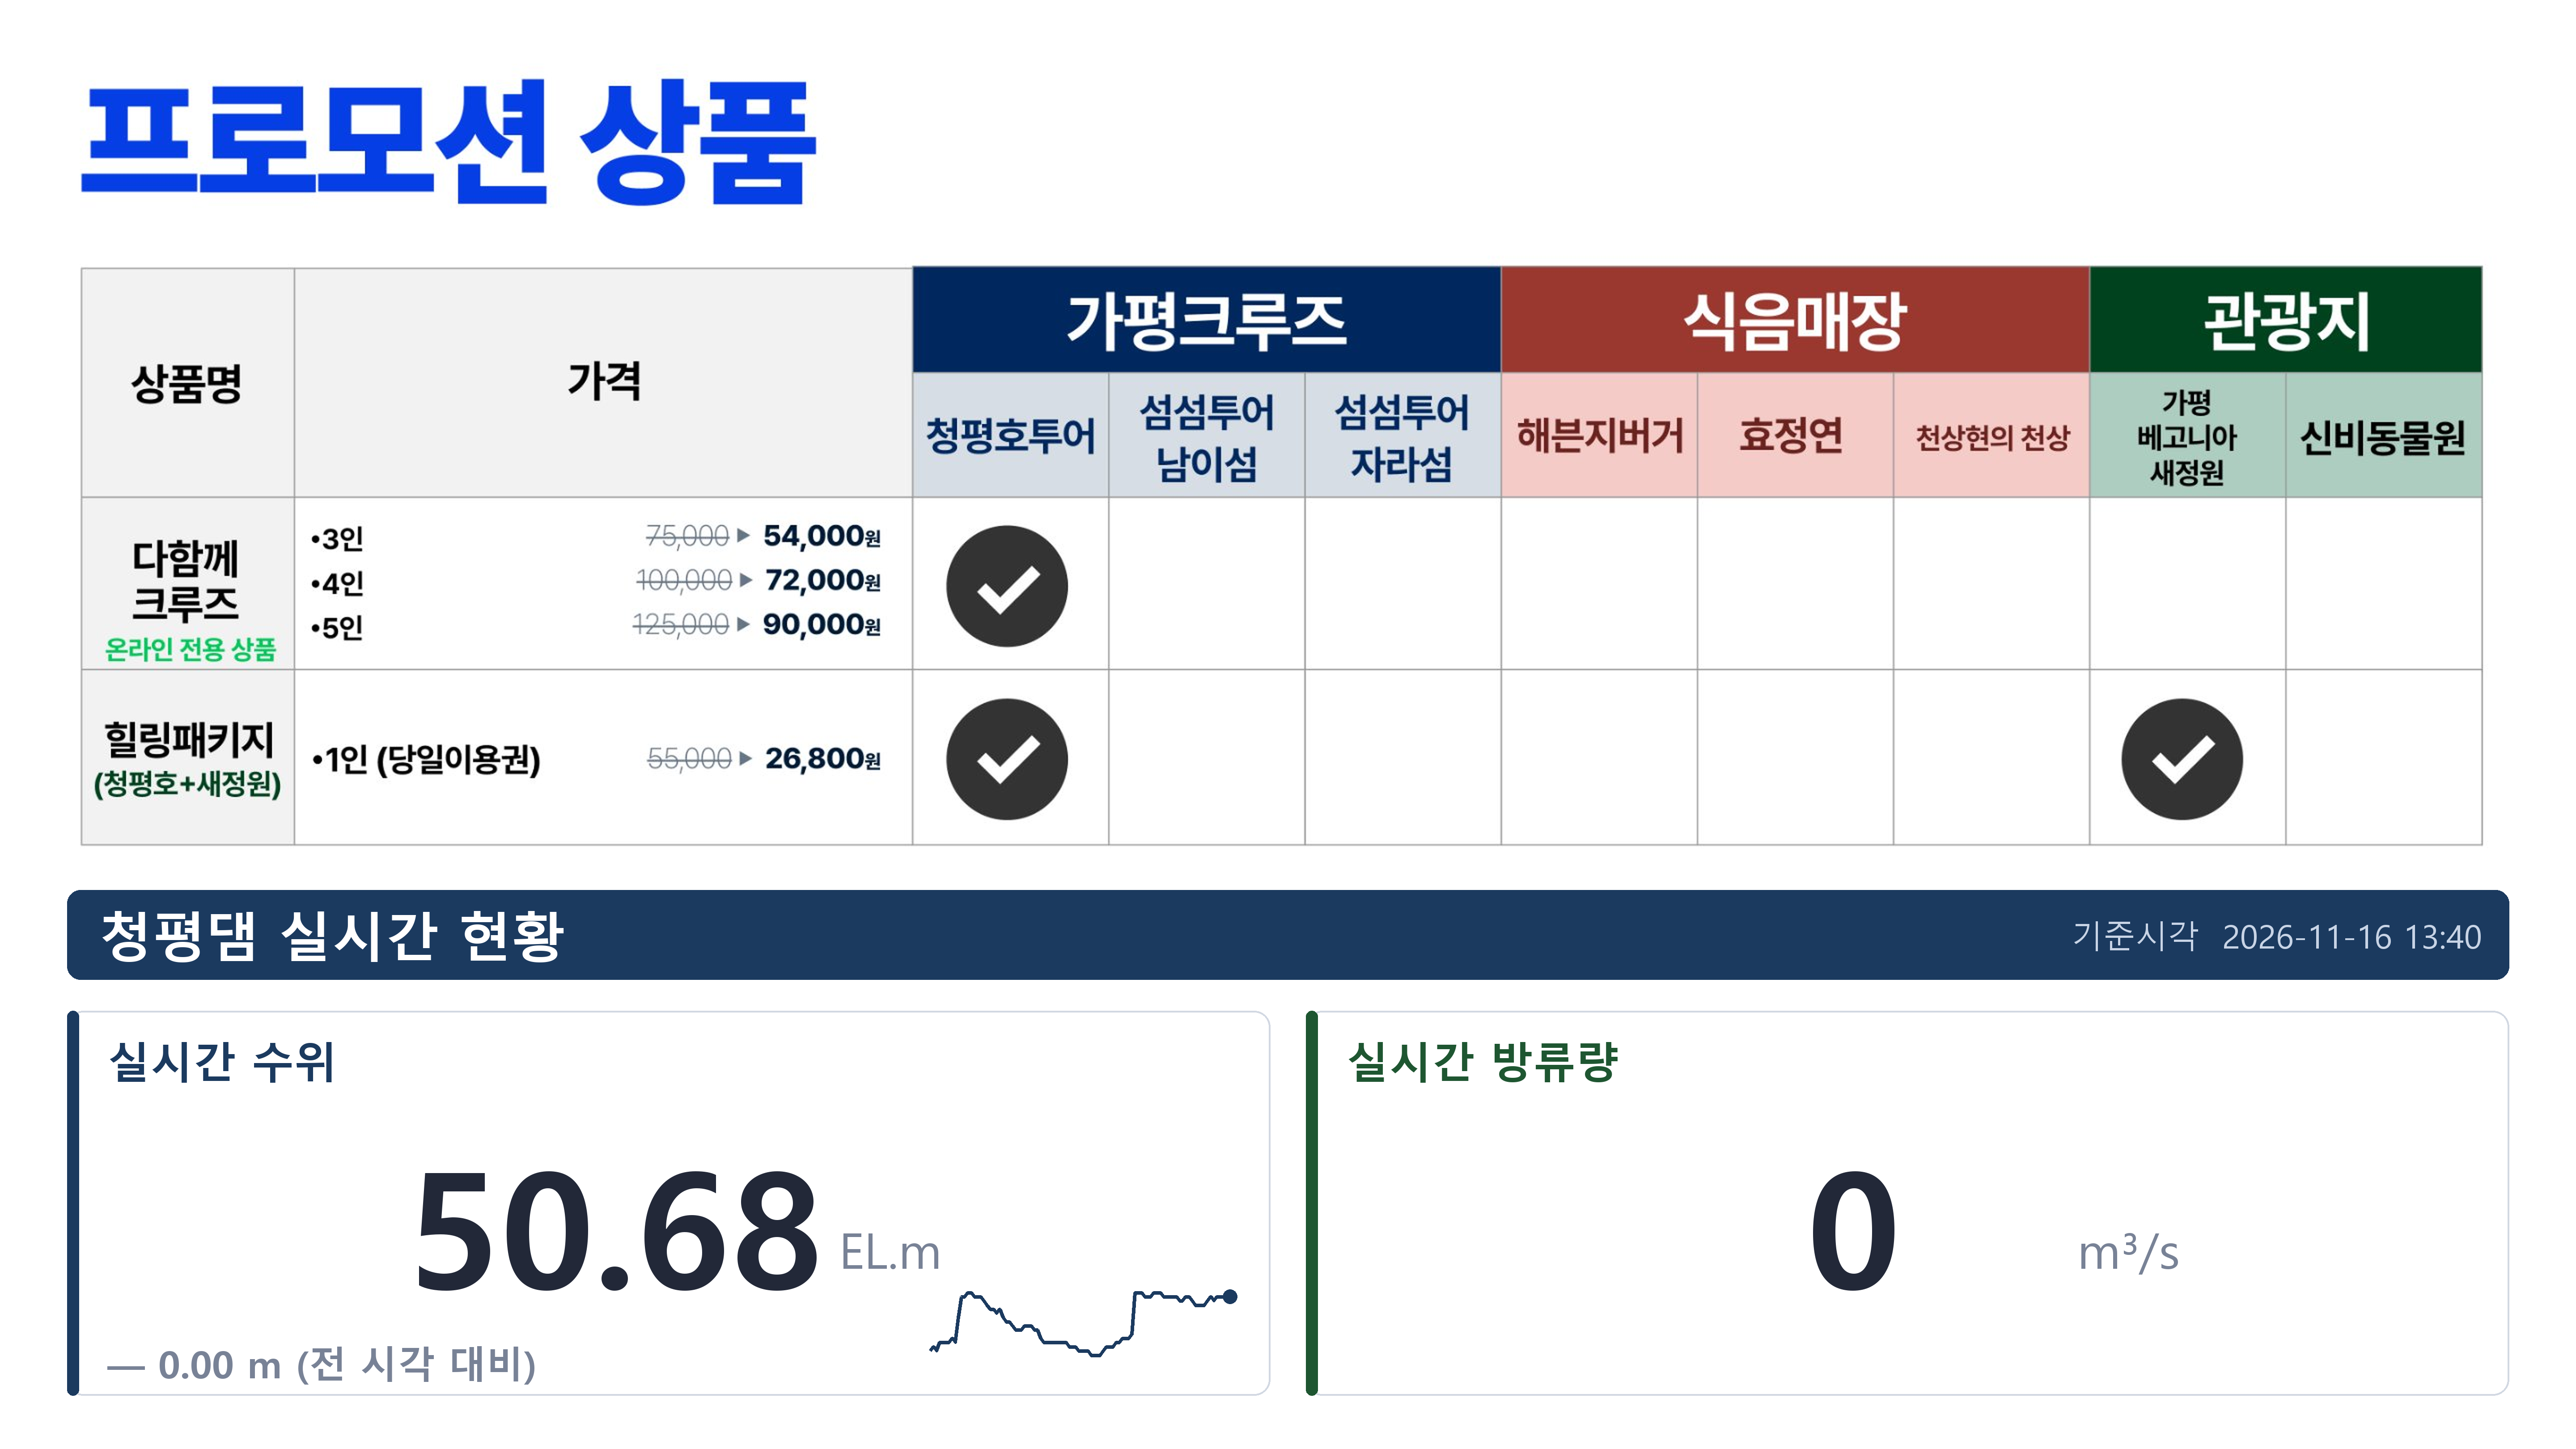 프로모션 상품
상품명
가격
가평크루즈
식음매장
관광지
청평호투어
섬섬투어
남이섬
섬섬투어
자라섬
해븐지버거
효정연
천상현의 천상
가평
베고니아
새정원
신비동물원
다함께
크루즈
온라인 전용 상품
•3인 75,000 ▶ 54,000원
•4인 100,000 ▶ 72,000원
•5인 125,000 ▶ 90,000원
힐링패키지
(청평호+새정원)
•1인 (당일이용권) 55,000 ▶ 26,800원
청평댐 실시간 현황
기준시각 2026-11-16 13:40
실시간 수위
50.68 EL.m
— 0.00 m (전 시각 대비)
실시간 방류량
0 m³/s